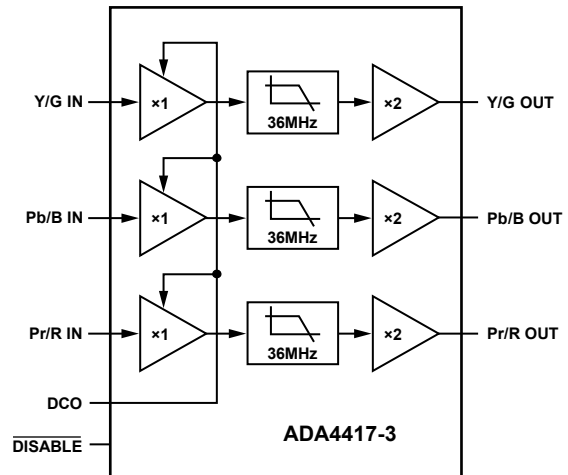 Y/G IN ×1 36MHz ×2 Y/G OUT
Pb/B IN ×1 36MHz ×2 Pb/B OUT
Pr/R IN ×1 36MHz ×2 Pr/R OUT
DCO
DISABLE
ADA4417-3